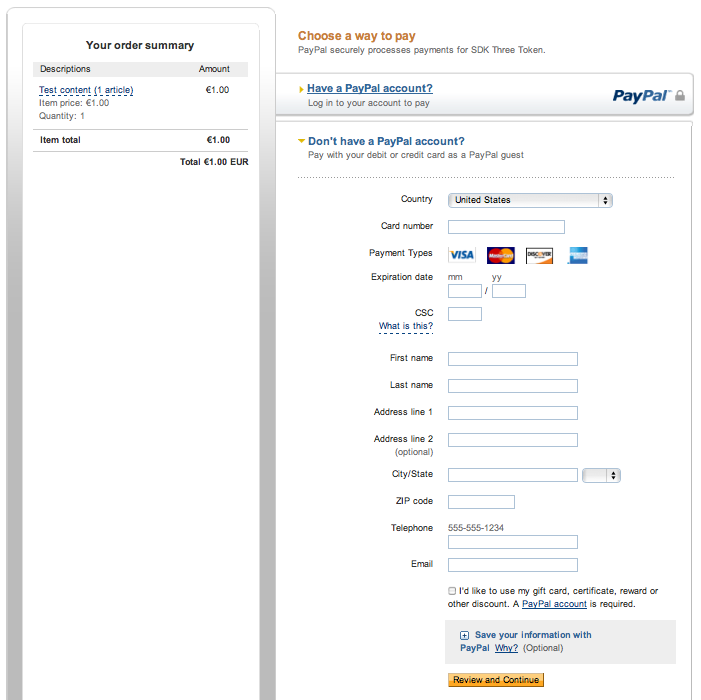 Your order summary
Descriptions Amount
Test content (1 article) €1.00
Item price: €1.00
Quantity: 1
Item total €1.00
Total €1.00 EUR
Choose a way to pay
PayPal securely processes payments for SDK Three Token.
Have a PayPal account?
Log in to your account to pay
PayPal™
Don't have a PayPal account?
Pay with your debit or credit card as a PayPal guest
Country United States
Card number
Payment Types VISA MasterCard DISCOVER
Expiration date mm yy
/
CSC
What is this?
First name
Last name
Address line 1
Address line 2
(optional)
City/State
ZIP code
Telephone 555-555-1234
Email
I'd like to use my gift card, certificate, reward or
other discount. A PayPal account is required.
Save your information with
PayPal Why? (Optional)
Review and Continue